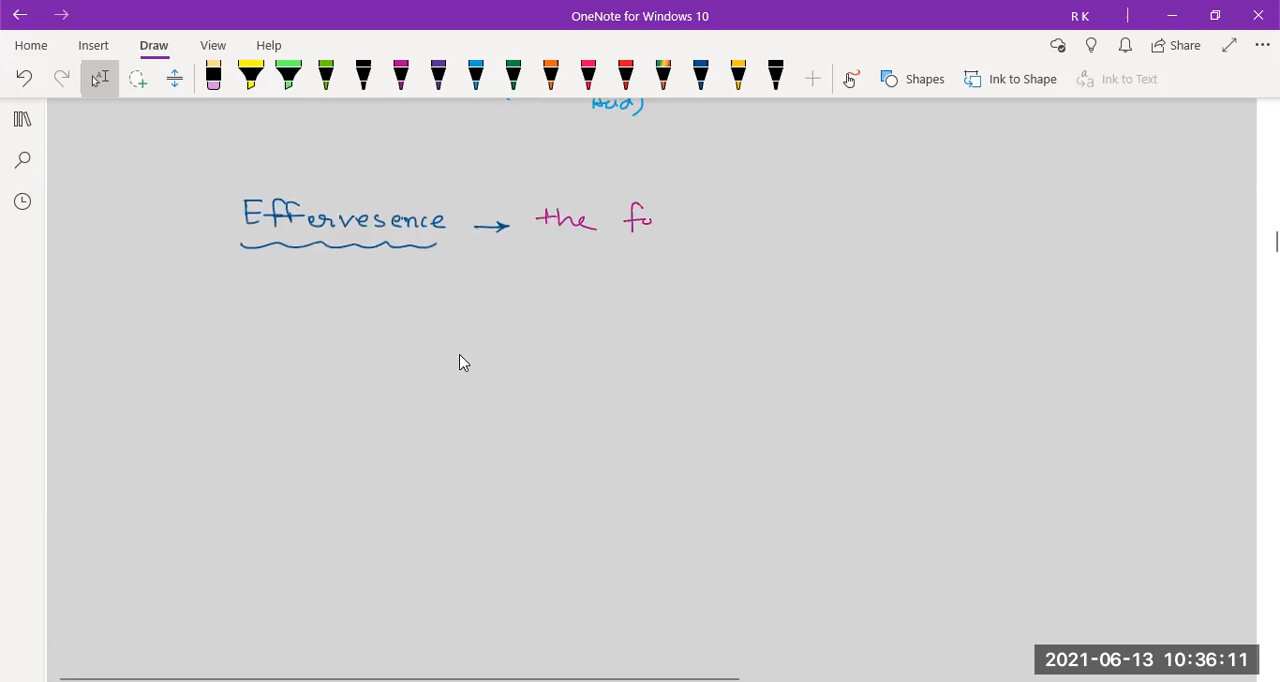 OneNote for Windows 10
R K
Home Insert Draw View Help
Share
Shapes Ink to Shape Ink to Text
Acid)
Effervesence → the fo
2021-06-13 10:36:11